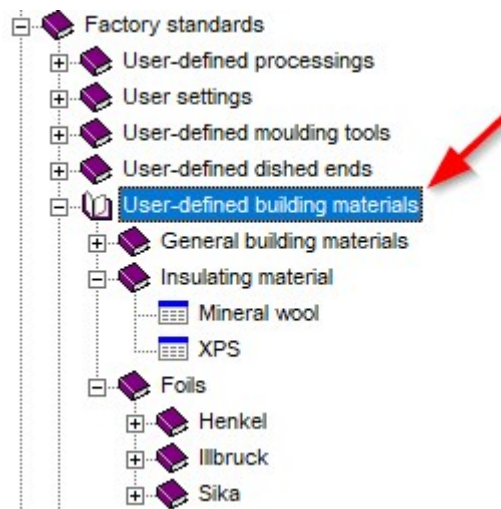 Factory standards
User-defined processings
User settings
User-defined moulding tools
User-defined dished ends
User-defined building materials
General building materials
Insulating material
Mineral wool
XPS
Foils
Henkel
Illbruck
Sika